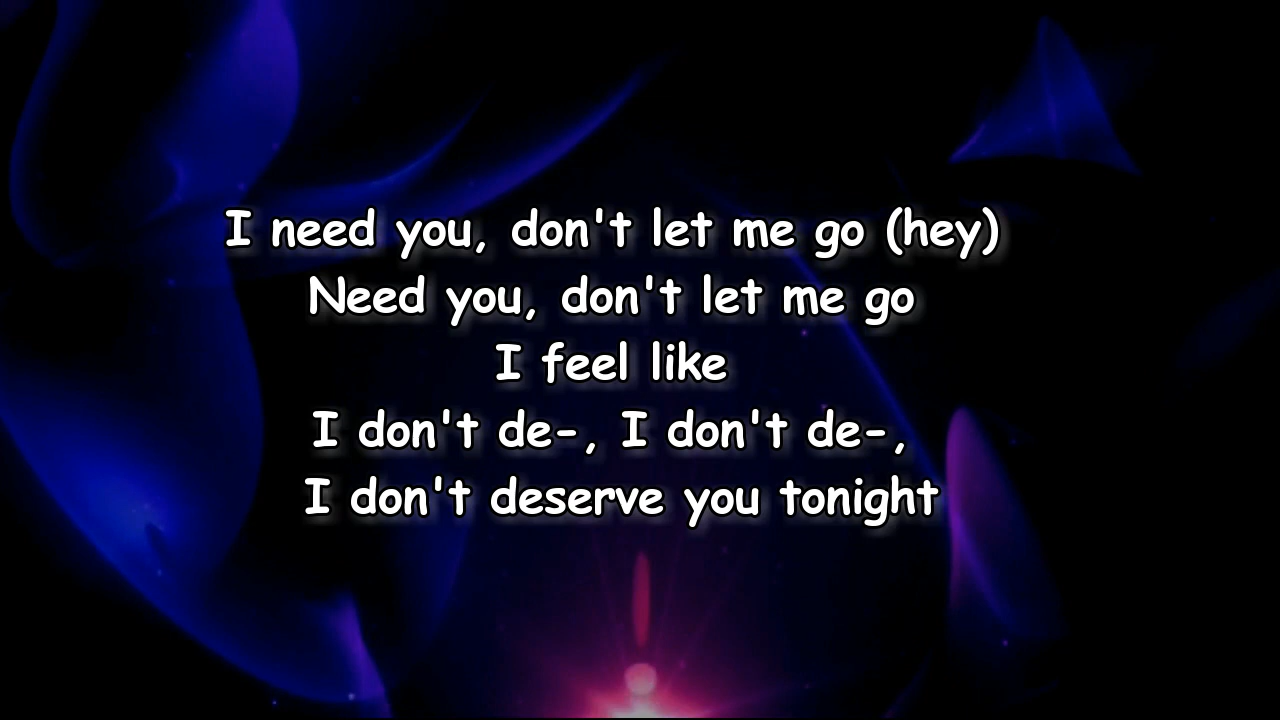 I need you, don't let me go (hey)
Need you, don't let me go
I feel like
I don't de-, I don't de-,
I don't deserve you tonight